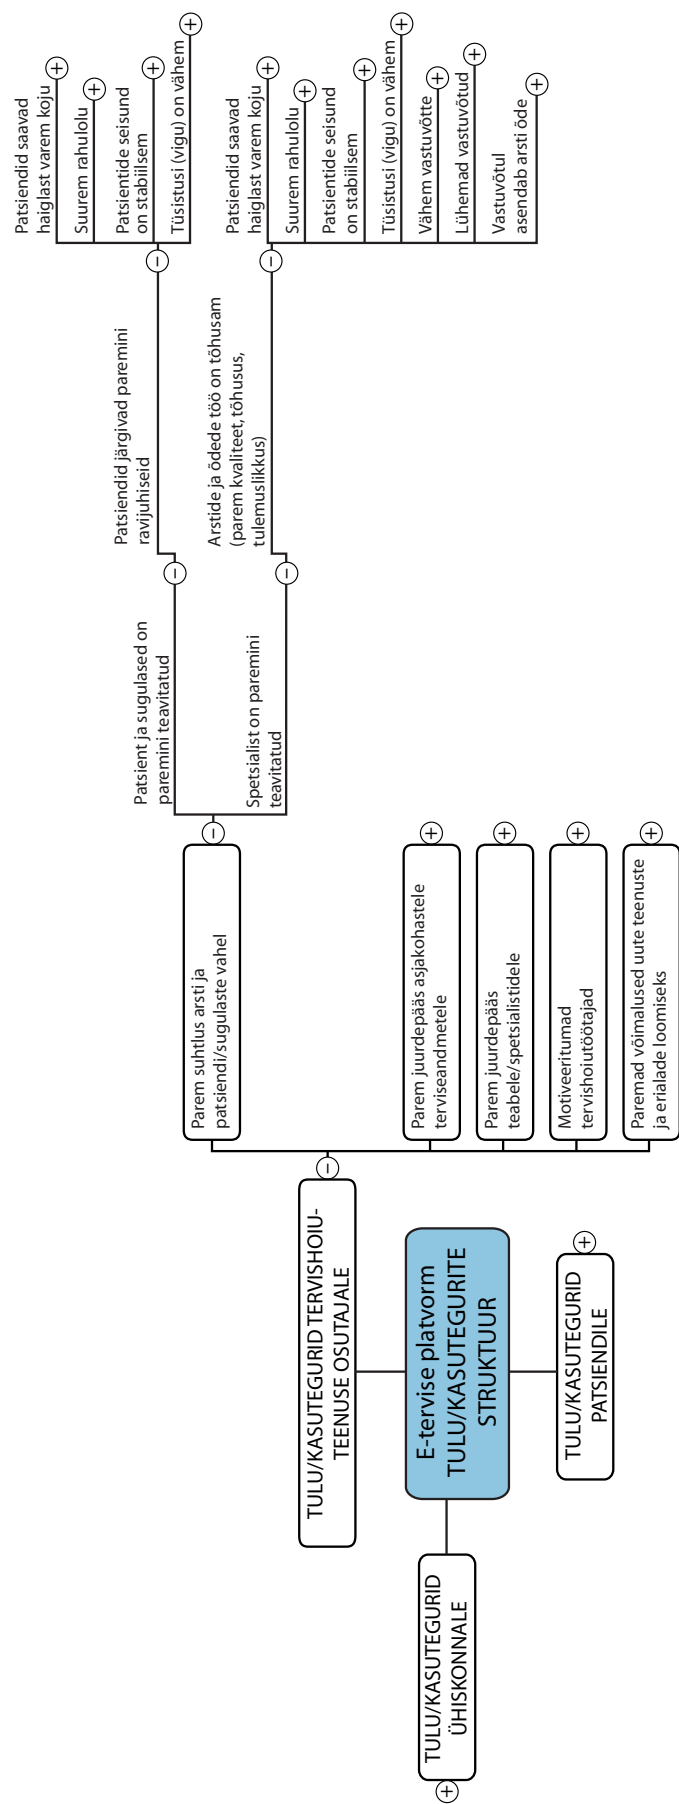 E-tervise platvorm
TULU/KASUTEGURITE
STRUKTUUR
TULU/KASUTEGURID
ÜHISKONNALE
+
TULU/KASUTEGURID
PATSIENDILE
+
TULU/KASUTEGURID TERVISHOIU-
TEENUSE OSUTAJALE
–
Parem suhtlus arsti ja
patsiendi/sugulaste vahel
–
Patsient ja sugulased on
paremini teavitatud
–
Patsiendid järgivad paremini
ravijuhiseid
–
Patsiendid saavad
haiglast varem koju
+
Suurem rahulolu
+
Patsientide seisund
on stabiilsem
+
Tüsistusi (vigu) on vähem
+
Spetsialist on paremini
teavitatud
–
Arstide ja õdede töö on tõhusam
(parem kvaliteet, tõhusus,
tulemuslikkus)
–
Patsiendid saavad
haiglast varem koju
+
Suurem rahulolu
+
Patsientide seisund
on stabiilsem
+
Tüsistusi (vigu) on vähem
+
Vähem vastuvõtte
+
Lühemad vastuvõtud
+
Vastuvõtul
asendab arsti õde
+
Parem juurdepääs asjakohastele
terviseandmetele
+
Parem juurdepääs
teabele/spetsialistidele
+
Motiveeritumad
tervishoiutöötajad
+
Paremad võimalused uute teenuste
ja erialade loomiseks
+